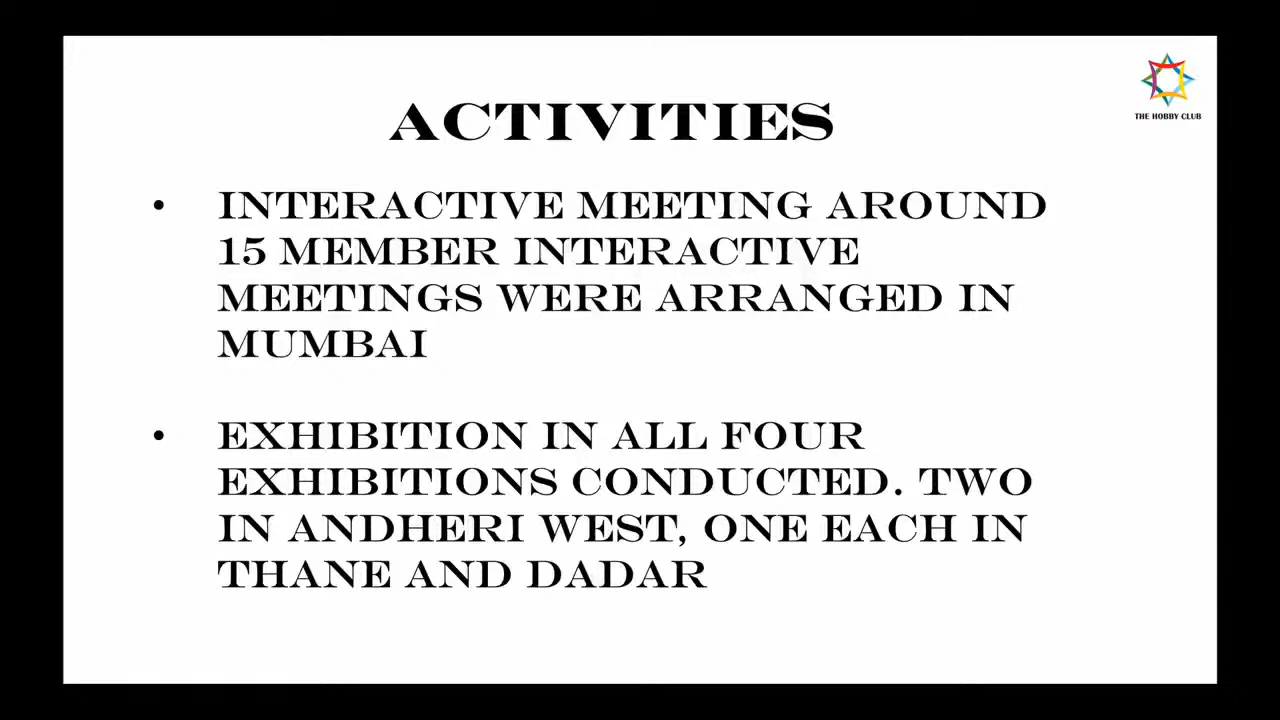 THE HOBBY CLUB
ACTIVITIES
• INTERACTIVE MEETING AROUND
15 MEMBER INTERACTIVE
MEETINGS WERE ARRANGED IN
MUMBAI
• EXHIBITION IN ALL FOUR
EXHIBITIONS CONDUCTED. TWO
IN ANDHERI WEST, ONE EACH IN
THANE AND DADAR